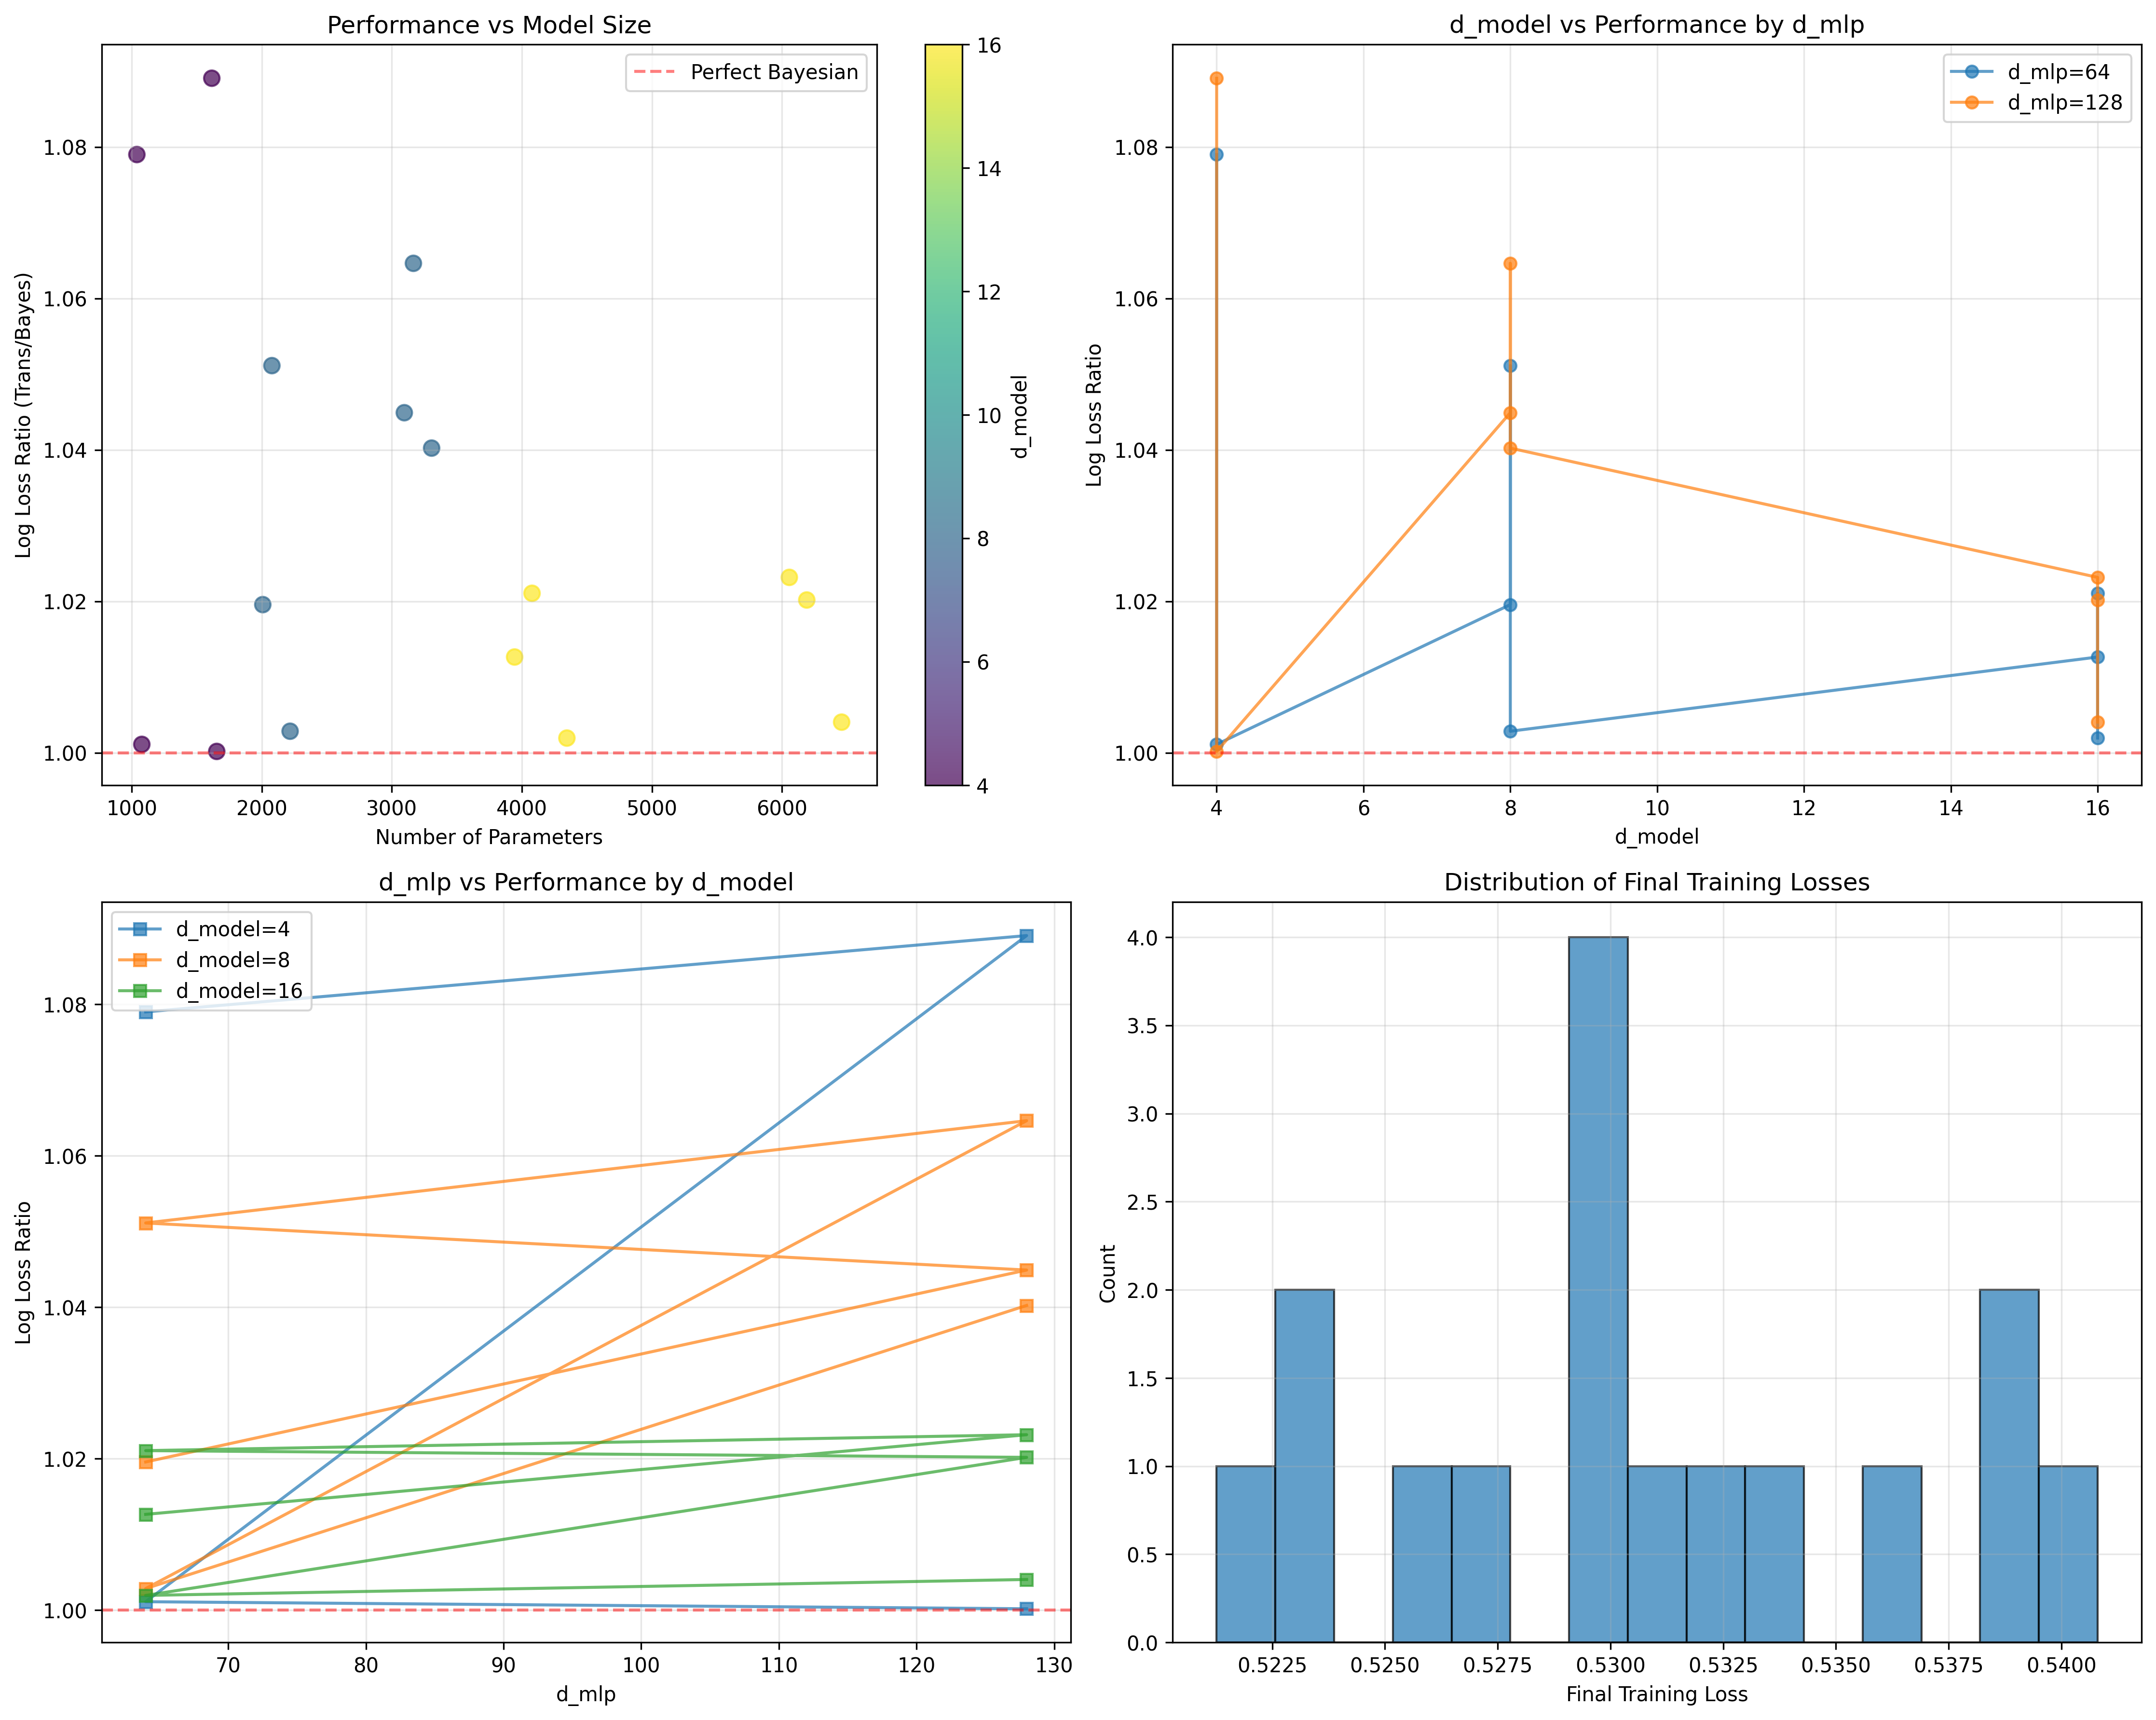 Performance vs Model Size
Log Loss Ratio (Trans/Bayes)
1.08
1.06
1.04
1.02
1.00
Perfect Bayesian
1000 2000 3000 4000 5000 6000
Number of Parameters
16
14
12
10
8
6
4
d_model
d_model vs Performance by d_mlp
Log Loss Ratio
1.08
1.06
1.04
1.02
1.00
d_mlp=64
d_mlp=128
4 6 8 10 12 14 16
d_model
d_mlp vs Performance by d_model
Log Loss Ratio
1.08
1.06
1.04
1.02
1.00
d_model=4
d_model=8
d_model=16
70 80 90 100 110 120 130
d_mlp
Distribution of Final Training Losses
Count
4.0
3.5
3.0
2.5
2.0
1.5
1.0
0.5
0.0
0.5225 0.5250 0.5275 0.5300 0.5325 0.5350 0.5375 0.5400
Final Training Loss